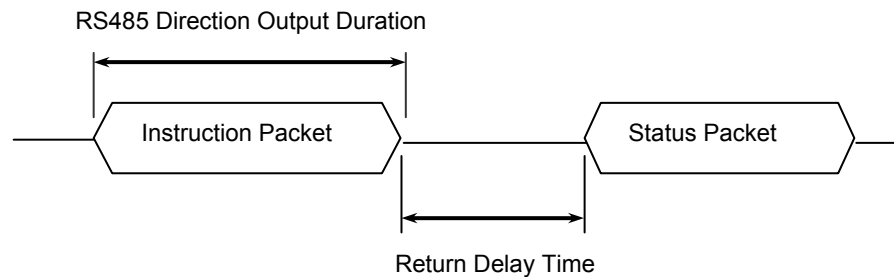 RS485 Direction Output Duration
Instruction Packet
Status Packet
Return Delay Time